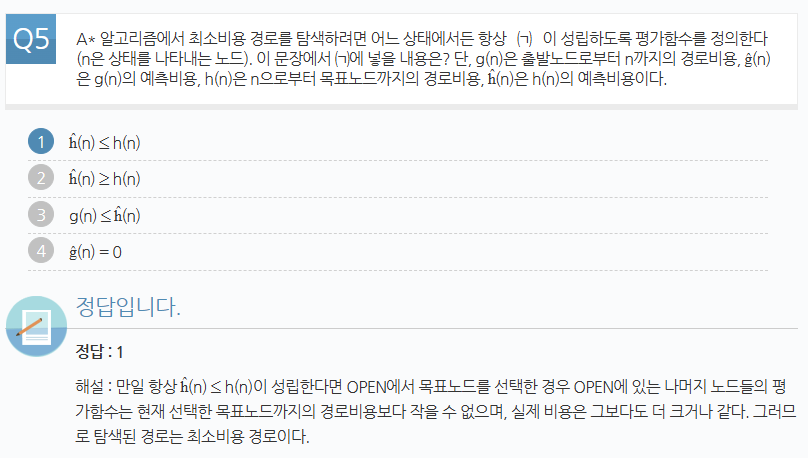 Q5
A* 알고리즘에서 최소비용 경로를 탐색하려면 어느 상태에서든 항상 (ㄱ) 이 성립하도록 평가함수를 정의한다
(n은 상태를 나타내는 노드). 이 문장에서 (ㄱ)에 넣을 내용은? 단, g(n)은 출발노드로부터 n까지의 경로비용, ĝ(n)
은 g(n)의 예측비용, h(n)은 n으로부터 목표노드까지의 경로비용, ĥ(n)은 h(n)의 예측비용이다.
1 ĥ(n) ≤ h(n)
2 ĥ(n) ≥ h(n)
3 g(n) ≤ ĥ(n)
4 ĝ(n) = 0
정답입니다.
정답 : 1
해설 : 만일 항상 ĥ(n) ≤ h(n)이 성립한다면 OPEN에서 목표노드를 선택한 경우 OPEN에 있는 나머지 노드들의 평
가함수는 현재 선택한 목표노드까지의 경로비용보다 작을 수 없으며, 실제 비용은 그보다도 더 크거나 같다. 그러므
로 탐색된 경로는 최소비용 경로이다.